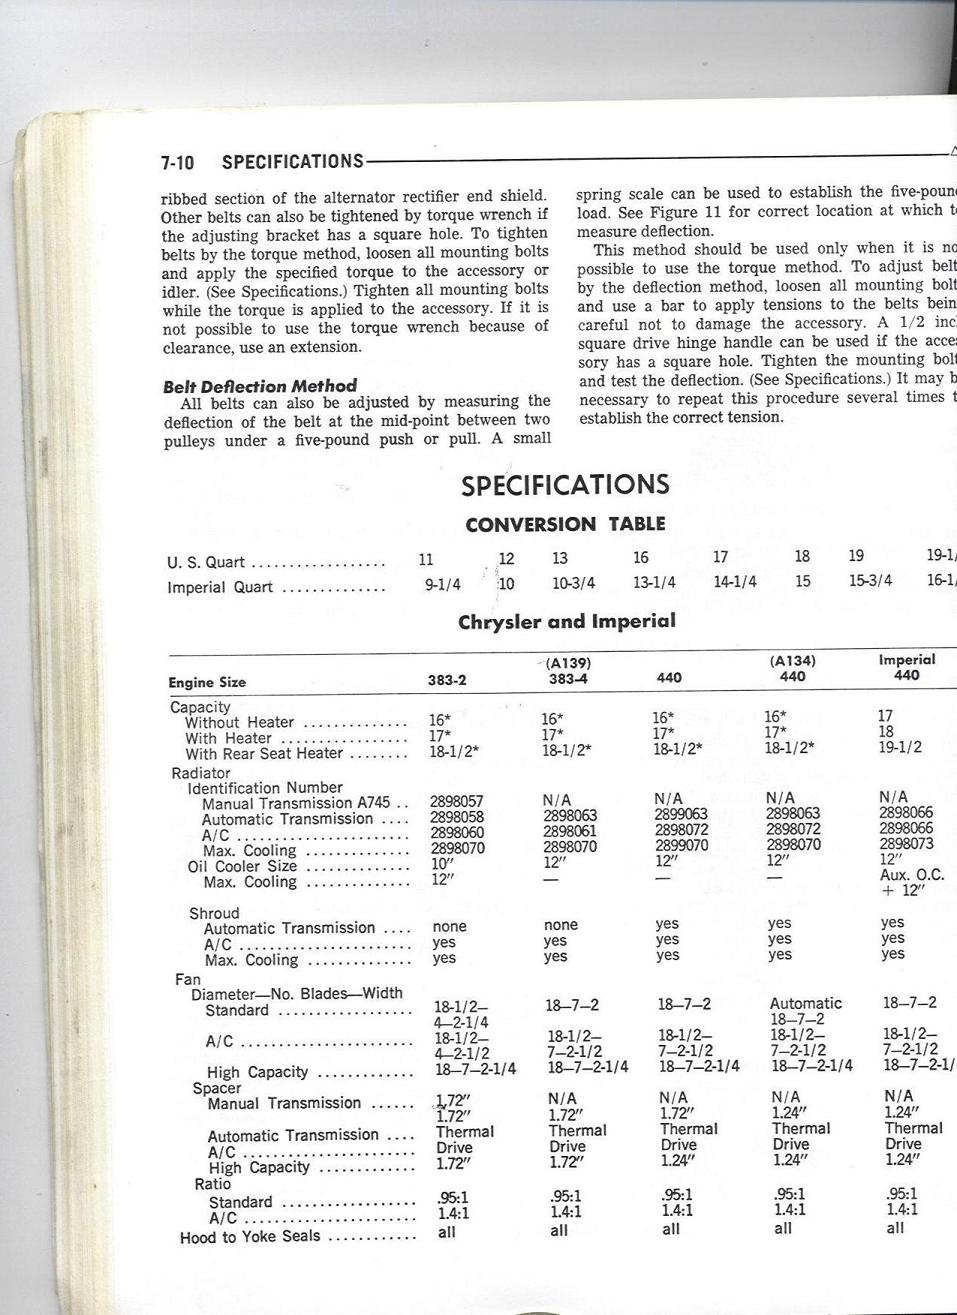 7-10 SPECIFICATIONS
ribbed section of the alternator rectifier end shield.
Other belts can also be tightened by torque wrench if
the adjusting bracket has a square hole. To tighten
belts by the torque method, loosen all mounting bolts
and apply the specified torque to the accessory or
idler. (See Specifications.) Tighten all mounting bolts
while the torque is applied to the accessory. If it is
not possible to use the torque wrench because of
clearance, use an extension.
Belt Deflection Method
All belts can also be adjusted by measuring the
deflection of the belt at the mid-point between two
pulleys under a five-pound push or pull. A small
spring scale can be used to establish the five-poun
load. See Figure 11 for correct location at which t
measure deflection.
This method should be used only when it is no
possible to use the torque method. To adjust belt
by the deflection method, loosen all mounting bolt
and use a bar to apply tensions to the belts bein
careful not to damage the accessory. A 1/2 inc
square drive hinge handle can be used if the acce
sory has a square hole. Tighten the mounting bolt
and test the deflection. (See Specifications.) It may b
necessary to repeat this procedure several times t
establish the correct tension.
SPECIFICATIONS
CONVERSION TABLE
U. S. Quart .................. 11 12 13 16 17 18 19 19-1/
Imperial Quart .............. 9-1/4 10 10-3/4 13-1/4 14-1/4 15 15-3/4 16-1/
Chrysler and Imperial
(A139) (A134) Imperial
Engine Size 383-2 383-4 440 440 440
Capacity
Without Heater .............. 16* 16* 16* 16* 17
With Heater ................. 17* 17* 17* 17* 18
With Rear Seat Heater ........ 18-1/2* 18-1/2* 18-1/2* 18-1/2* 19-1/2
Radiator
Identification Number
Manual Transmission A745 .. 2898057 N/A N/A N/A N/A
Automatic Transmission .... 2898058 2898063 2899063 2898063 2898066
A/C ....................... 2898060 2898061 2898072 2898072 2898066
Max. Cooling .............. 2898070 2898070 2899070 2898070 2898073
Oil Cooler Size .............. 10″ 12″ 12″ 12″ 12″
Max. Cooling .............. 12″ — — — Aux. O.C.
+ 12″
Shroud
Automatic Transmission .... none none yes yes yes
A/C ....................... yes yes yes yes yes
Max. Cooling .............. yes yes yes yes yes
Fan
Diameter—No. Blades—Width
Standard .................. 18-1/2– 18–7–2 18–7–2 Automatic 18–7–2
4–2-1/4 18–7–2
A/C ....................... 18-1/2– 18-1/2– 18-1/2– 18-1/2– 18-1/2–
4–2-1/2 7–2-1/2 7–2-1/2 7–2-1/2 7–2-1/2
High Capacity ............. 18–7–2-1/4 18–7–2-1/4 18–7–2-1/4 18–7–2-1/4 18–7–2-1/
Spacer
Manual Transmission ...... 1.72″ N/A N/A N/A N/A
1.72″ 1.72″ 1.72″ 1.24″ 1.24″
Automatic Transmission .... Thermal Thermal Thermal Thermal Thermal
A/C ....................... Drive Drive Drive Drive Drive
High Capacity ............. 1.72″ 1.72″ 1.24″ 1.24″ 1.24″
Ratio
Standard .................. .95:1 .95:1 .95:1 .95:1 .95:1
A/C ....................... 1.4:1 1.4:1 1.4:1 1.4:1 1.4:1
Hood to Yoke Seals ............ all all all all all